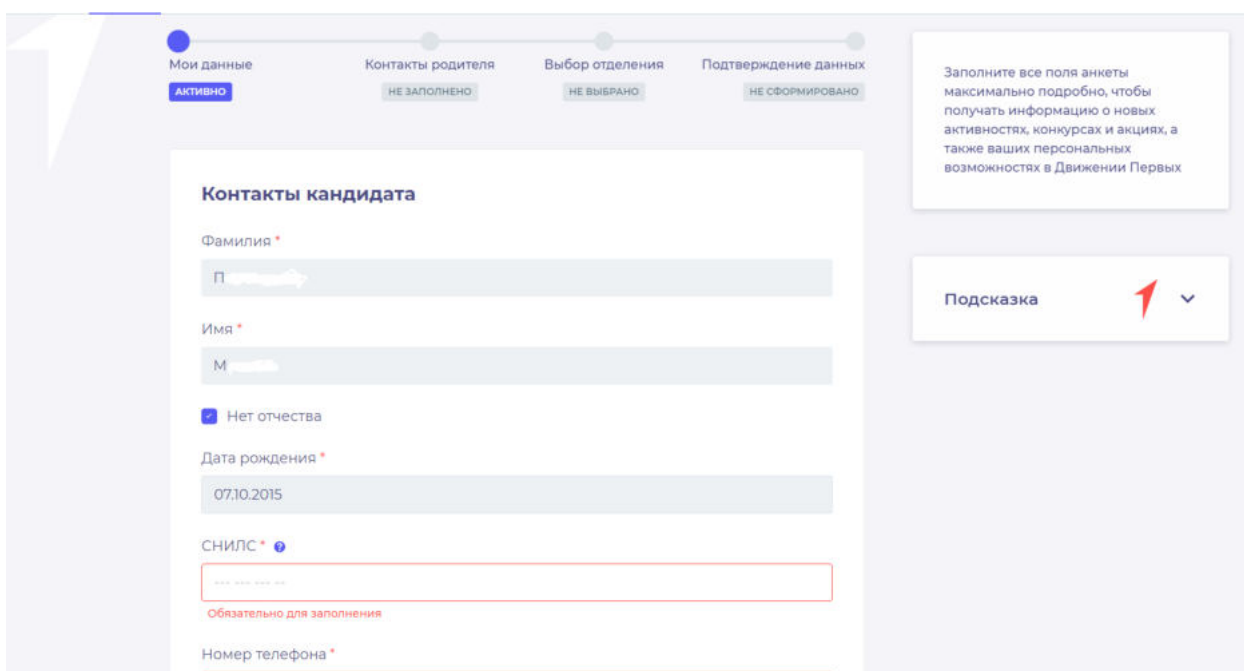 Мои данные
Контакты родителя
Выбор отделения
Подтверждение данных
АКТИВНО
НЕ ЗАПОЛНЕНО
НЕ ВЫБРАНО
НЕ СФОРМИРОВАНО
Заполните все поля анкеты
максимально подробно, чтобы
получать информацию о новых
активностях, конкурсах и акциях, а
также ваших персональных
возможностях в Движении Первых
Подсказка
Контакты кандидата
Фамилия *
П
Имя *
М
Нет отчества
Дата рождения *
07.10.2015
СНИЛС * ?
--- --- --- --
Обязательно для заполнения
Номер телефона *